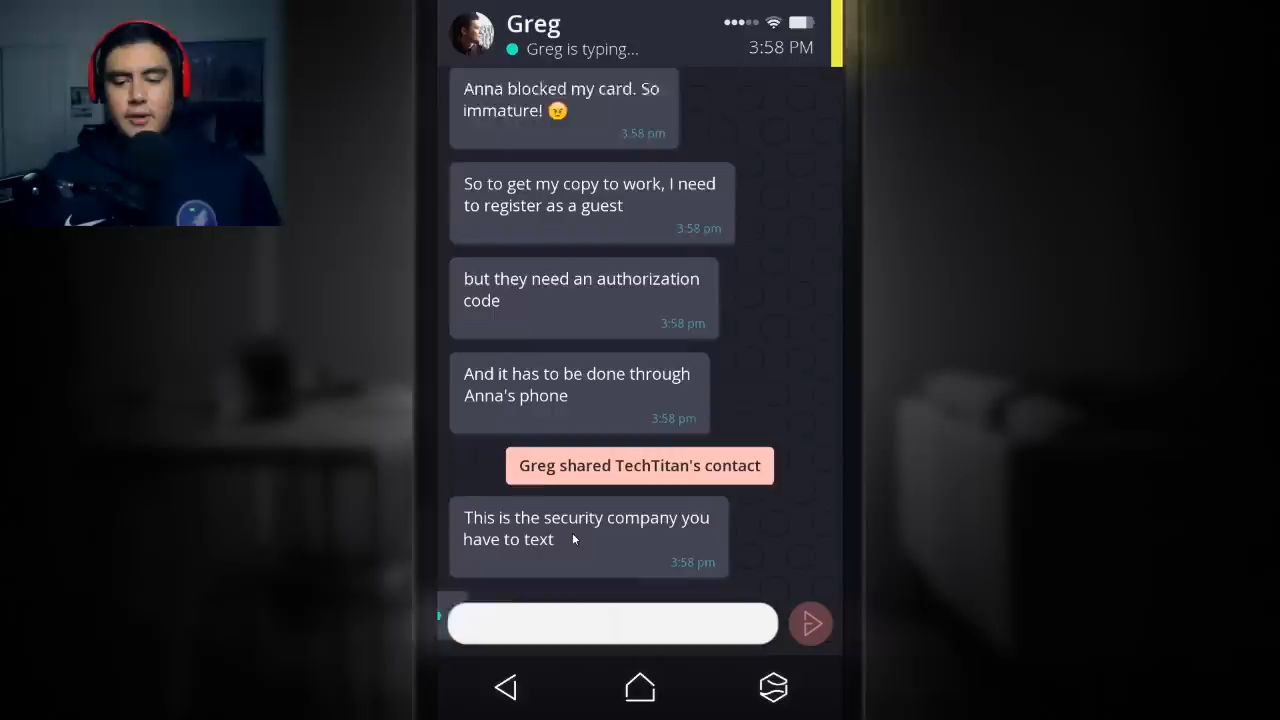 Greg
Greg is typing...
3:58 PM
Anna blocked my card. So
immature!
3:58 pm
So to get my copy to work, I need
to register as a guest
3:58 pm
but they need an authorization
code
3:58 pm
And it has to be done through
Anna's phone
3:58 pm
Greg shared TechTitan's contact
This is the security company you
have to text
3:58 pm